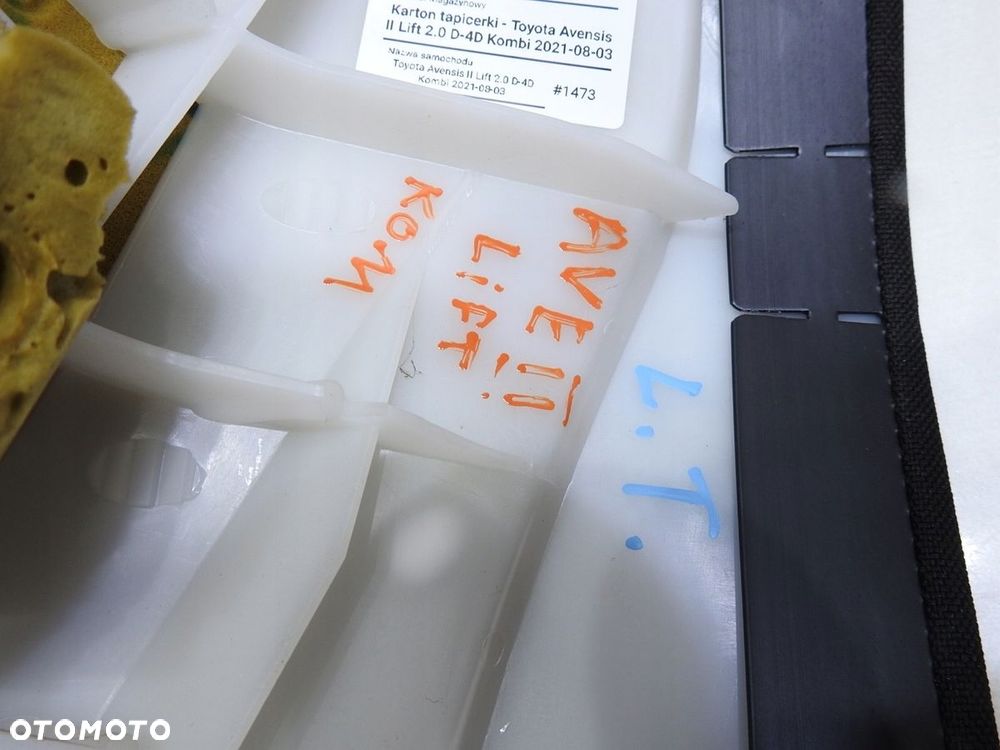 Karton tapicerki - Toyota Avensis
II Lift 2.0 D-4D Kombi 2021-08-03
Nazwa samochodu
Toyota Avensis II Lift 2.0 D-4D
Kombi 2021-08-03
#1473
AVE II
LiFT
KOM
L.T.
OTOMOTO